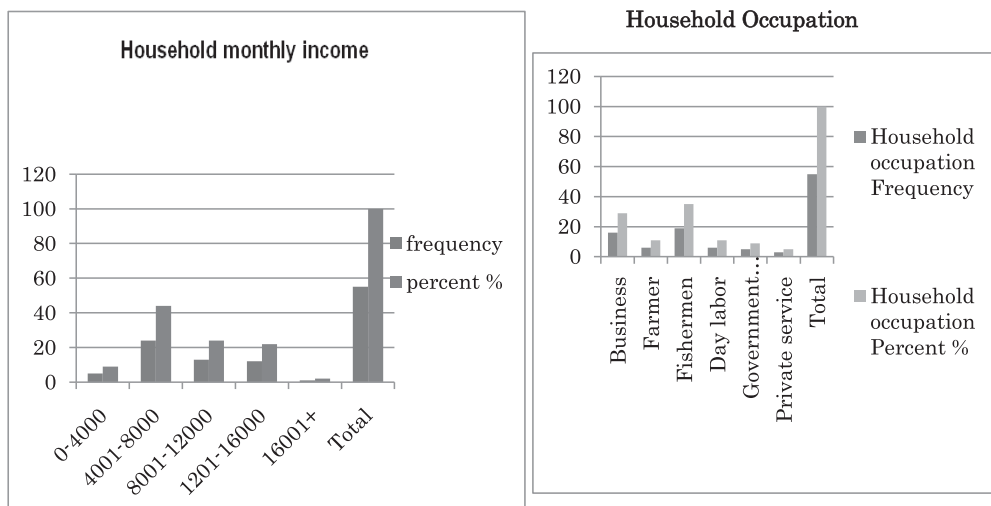 Household monthly income
120
100
80
60
40
20
0
0-4000
4001-8000
8001-12000
1201-16000
16001+
Total
frequency
percent %
Household Occupation
120
100
80
60
40
20
0
Business
Farmer
Fishermen
Day labor
Government…
Private service
Total
Household
occupation
Frequency
Household
occupation
Percent %